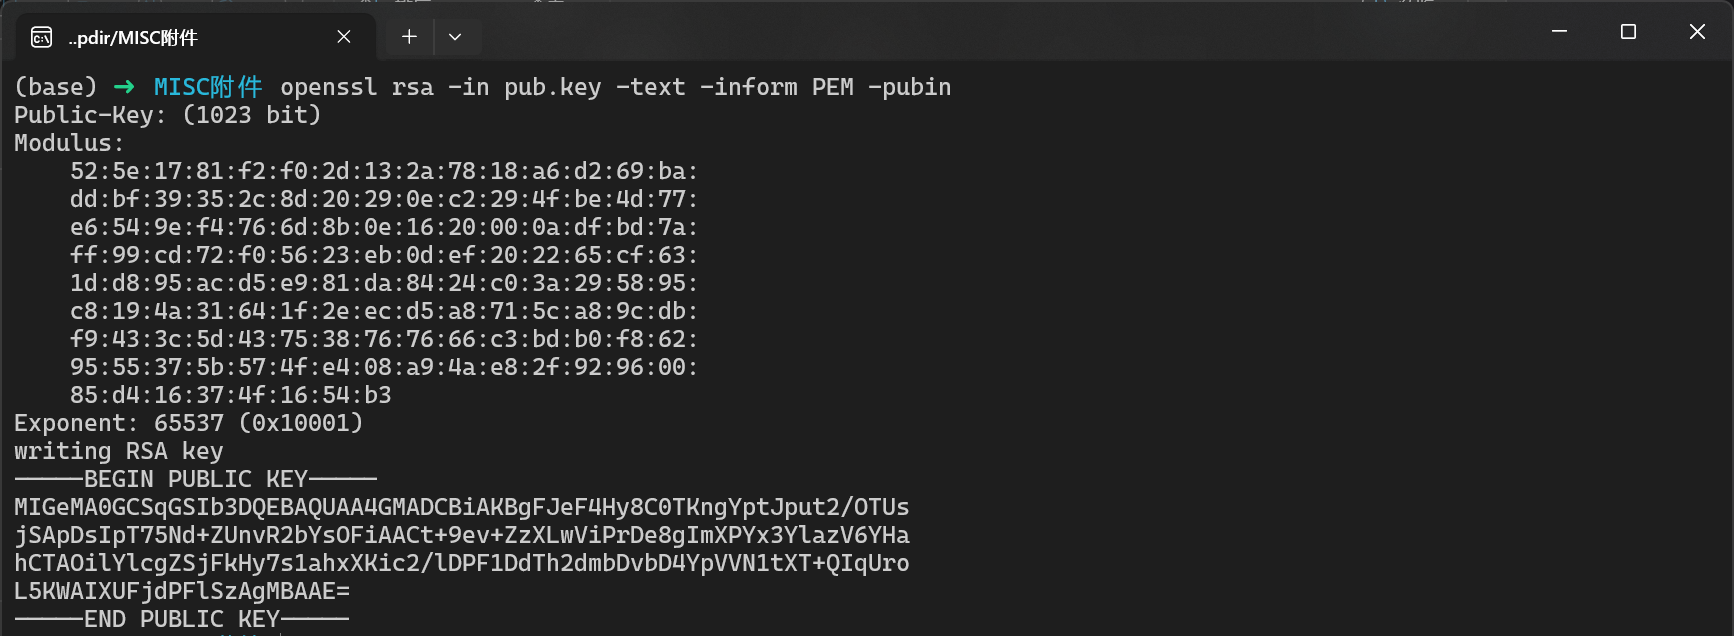 ..pdir/MISC附件
(base) ➜ MISC附件 openssl rsa -in pub.key -text -inform PEM -pubin
Public-Key: (1023 bit)
Modulus:
    52:5e:17:81:f2:f0:2d:13:2a:78:18:a6:d2:69:ba:
    dd:bf:39:35:2c:8d:20:29:0e:c2:29:4f:be:4d:77:
    e6:54:9e:f4:76:6d:8b:0e:16:20:00:0a:df:bd:7a:
    ff:99:cd:72:f0:56:23:eb:0d:ef:20:22:65:cf:63:
    1d:d8:95:ac:d5:e9:81:da:84:24:c0:3a:29:58:95:
    c8:19:4a:31:64:1f:2e:ec:d5:a8:71:5c:a8:9c:db:
    f9:43:3c:5d:43:75:38:76:76:66:c3:bd:b0:f8:62:
    95:55:37:5b:57:4f:e4:08:a9:4a:e8:2f:92:96:00:
    85:d4:16:37:4f:16:54:b3
Exponent: 65537 (0x10001)
writing RSA key
-----BEGIN PUBLIC KEY-----
MIGeMA0GCSqGSIb3DQEBAQUAA4GMADCBiAKBgFJeF4Hy8C0TKngYptJput2/OTUs
jSApDsIpT75Nd+ZUnvR2bYsOFiAACt+9ev+ZzXLwViPrDe8gImXPYx3YlazV6YHa
hCTAOilYlcgZSjFkHy7s1ahxXKic2/lDPF1DdTh2dmbDvbD4YpVVN1tXT+QIqUro
L5KWAIXUFjdPFlSzAgMBAAE=
-----END PUBLIC KEY-----